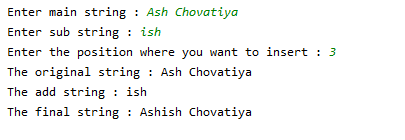 Enter main string : Ash Chovatiya
Enter sub string : ish
Enter the position where you want to insert : 3
The original string : Ash Chovatiya
The add string : ish
The final string : Ashish Chovatiya